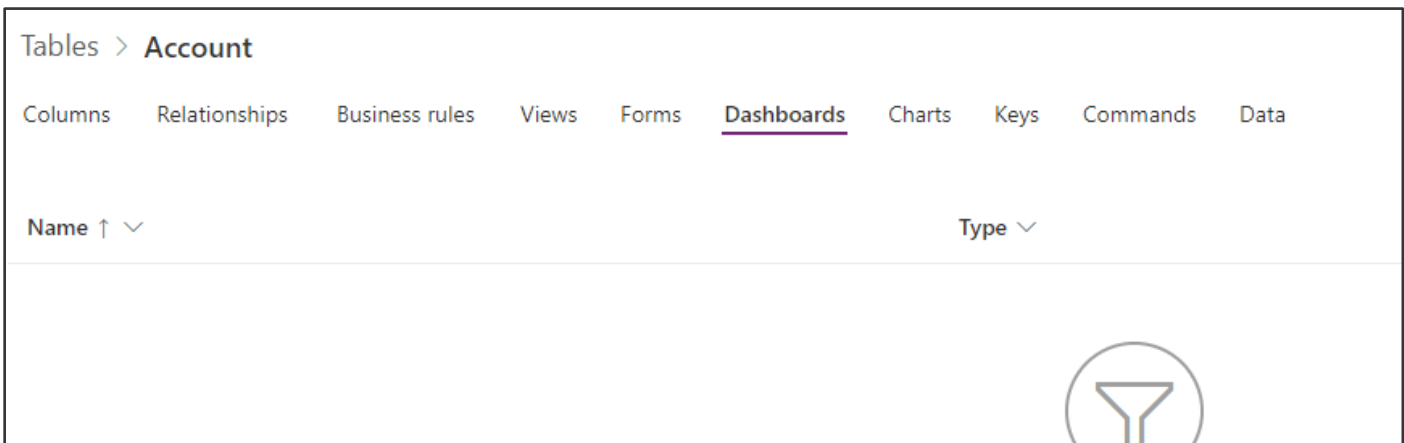 Tables > Account
Columns Relationships Business rules Views Forms Dashboards Charts Keys Commands Data
Name ↑ Type